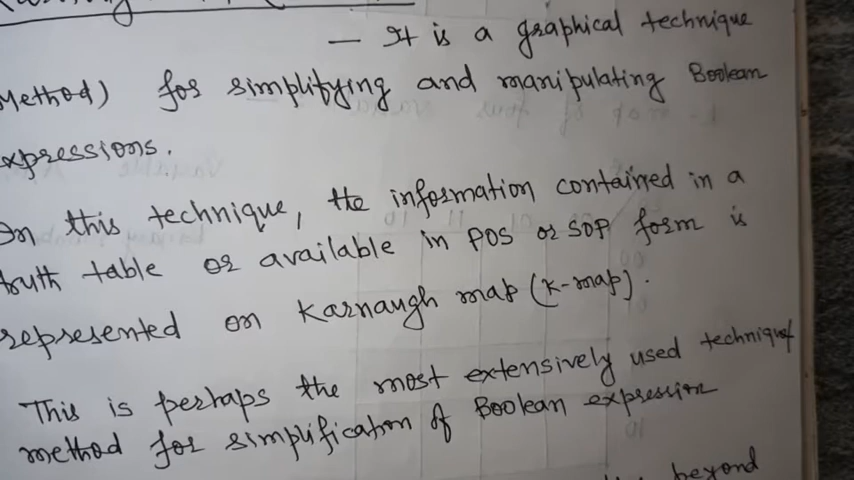 — It is a graphical technique
Method) for simplifying and manipulating Boolean
expressions.
In this technique, the information contained in a
truth table or available in POS or SOP form is
represented on Karnaugh map (K-map).
This is perhaps the most extensively used technique/
method for simplification of Boolean expression
beyond